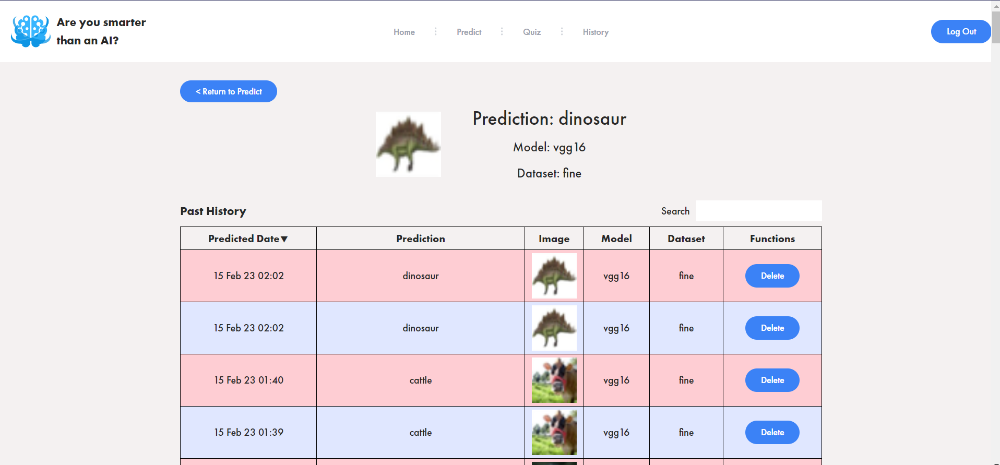 Are you smarter
than an AI?
Home
Predict
Quiz
History
Log Out
< Return to Predict
Prediction: dinosaur
Model: vgg16
Dataset: fine
Past History
Search
Predicted Date▼ Prediction Image Model Dataset Functions
15 Feb 23 02:02 dinosaur vgg16 fine Delete
15 Feb 23 02:02 dinosaur vgg16 fine Delete
15 Feb 23 01:40 cattle vgg16 fine Delete
15 Feb 23 01:39 cattle vgg16 fine Delete